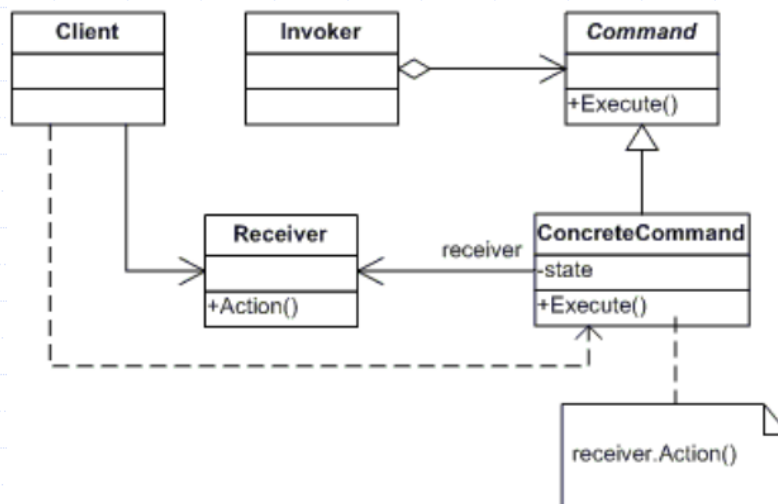 Client
Invoker
Command
+Execute()
Receiver
+Action()
receiver
ConcreteCommand
-state
+Execute()
receiver.Action()